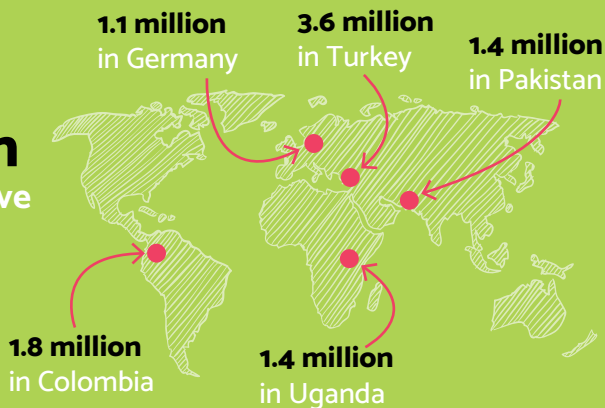 1.1 million
in Germany
3.6 million
in Turkey
1.4 million
in Pakistan
1.8 million
in Colombia
1.4 million
in Uganda